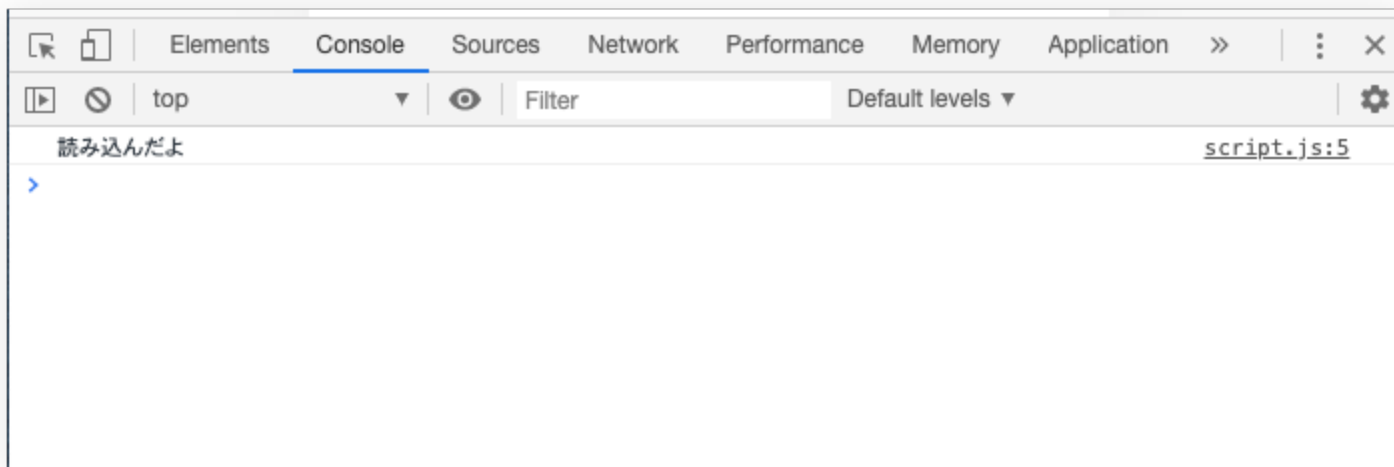 Elements Console Sources Network Performance Memory Application
top Filter Default levels
読み込んだよ script.js:5